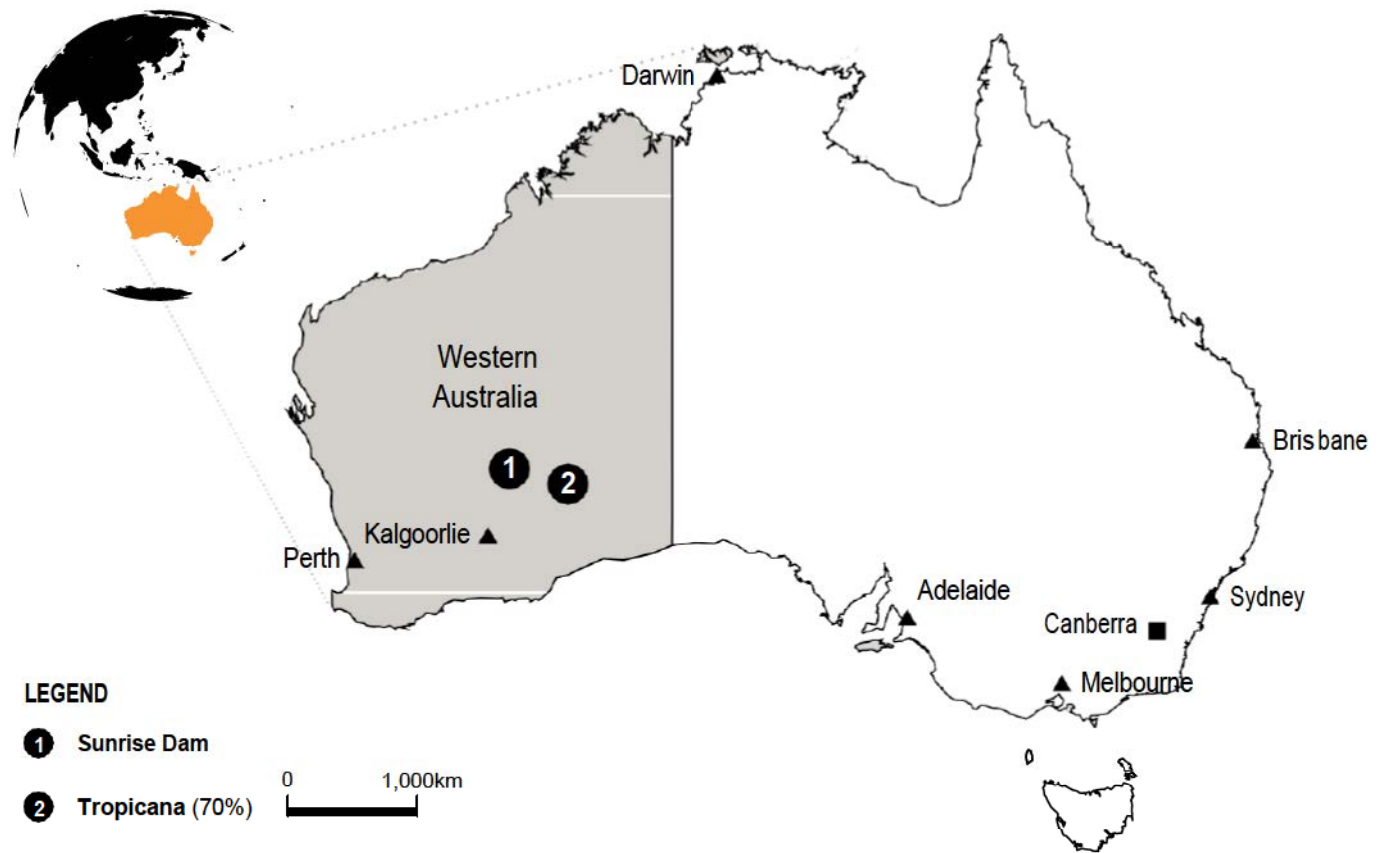 Darwin
Western
Australia
1
2
Brisbane
Kalgoorlie
Perth
Adelaide
Sydney
Canberra
Melbourne
LEGEND
1 Sunrise Dam
0 1,000km
2 Tropicana (70%)